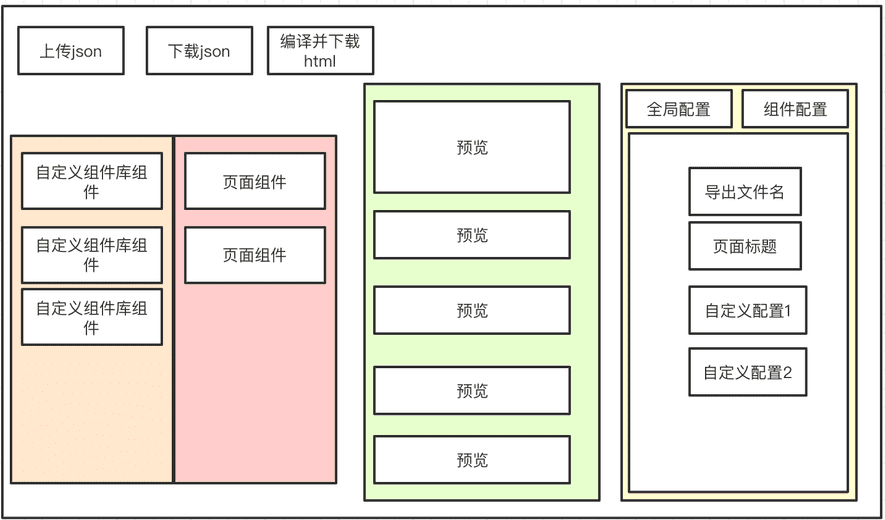 上传json
下载json
编译并下载
html
自定义组件库组
件
自定义组件库组
件
自定义组件库组
件
页面组件
页面组件
预览
预览
预览
预览
预览
全局配置
组件配置
导出文件名
页面标题
自定义配置1
自定义配置2